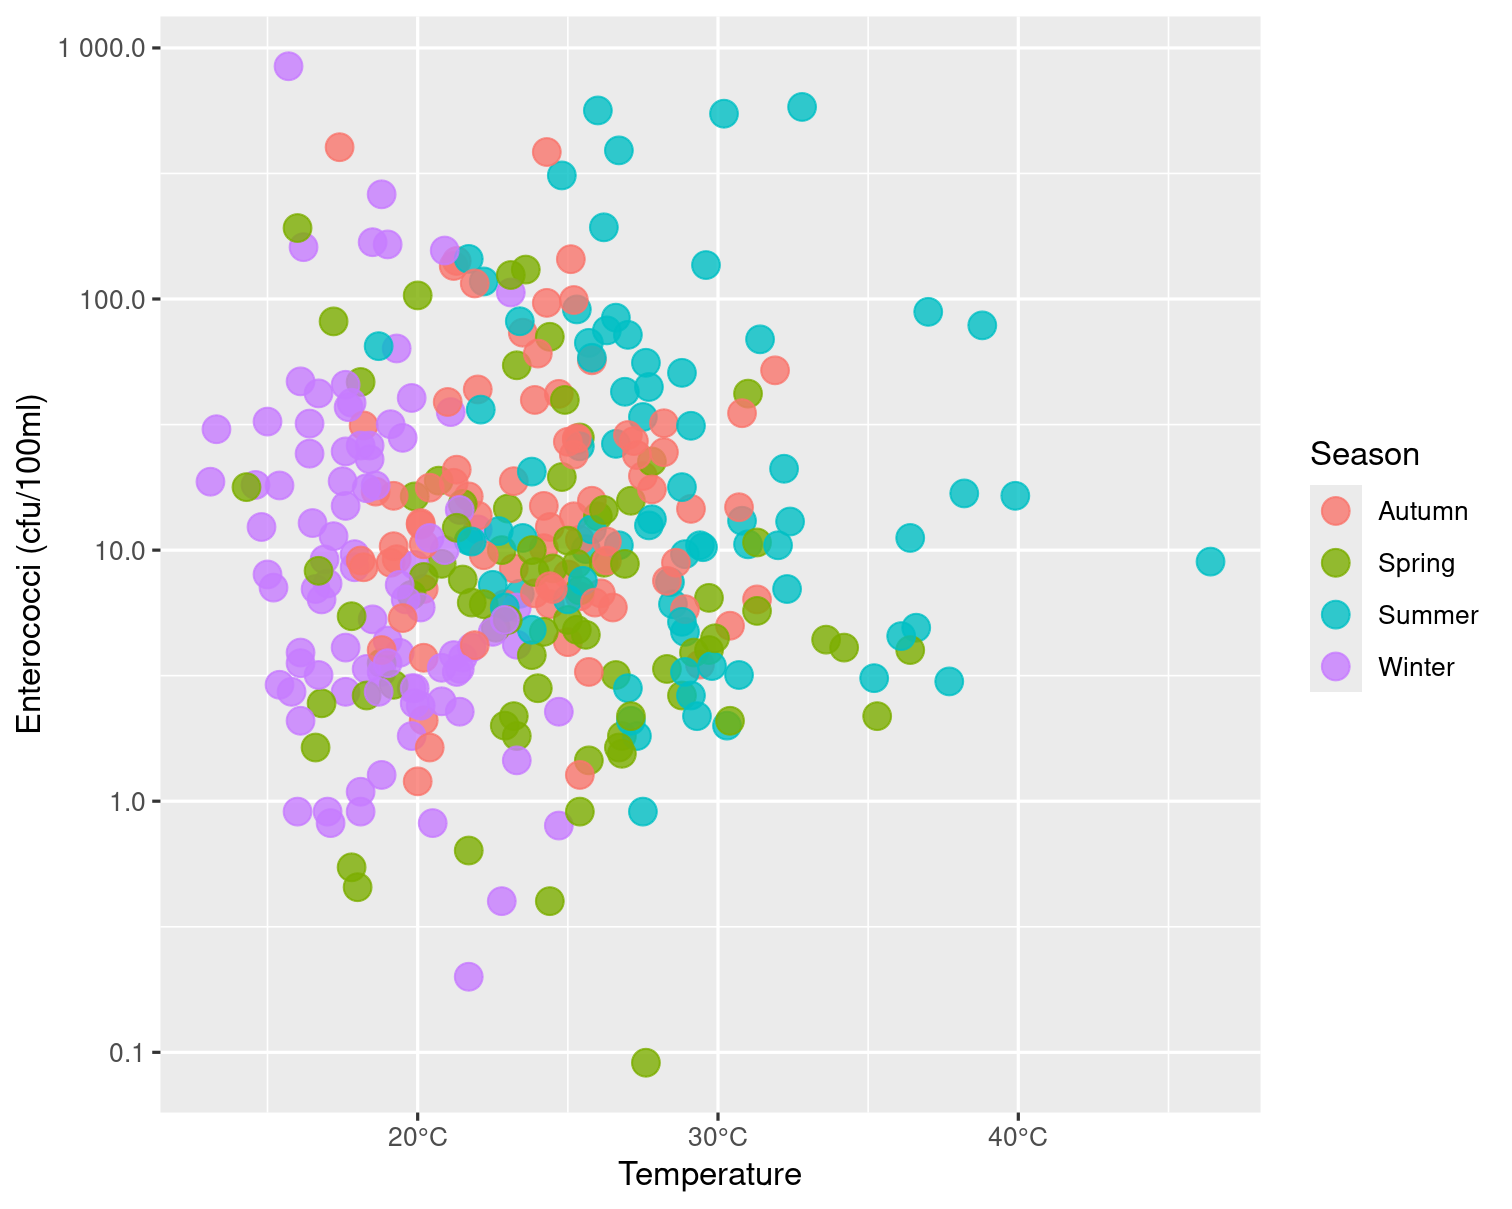 Enterococci (cfu/100ml)
1 000.0
100.0
10.0
1.0
0.1
20°C
30°C
40°C
Temperature
Season
Autumn
Spring
Summer
Winter